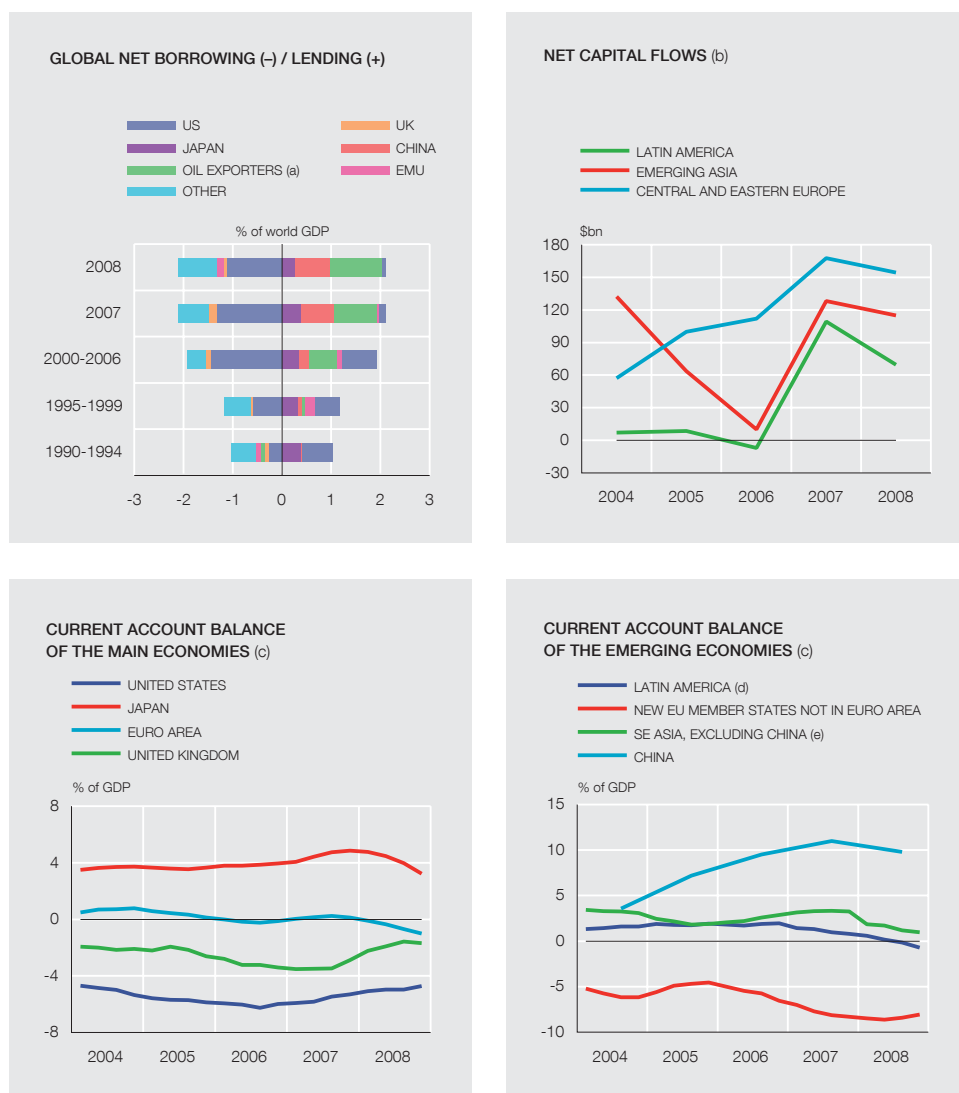 GLOBAL NET BORROWING (–) / LENDING (+)
US
UK
JAPAN
CHINA
OIL EXPORTERS (a)
EMU
OTHER
% of world GDP
2008
2007
2000-2006
1995-1999
1990-1994
-3 -2 -1 0 1 2 3
NET CAPITAL FLOWS (b)
LATIN AMERICA
EMERGING ASIA
CENTRAL AND EASTERN EUROPE
$bn
180
150
120
90
60
30
0
-30
2004 2005 2006 2007 2008
CURRENT ACCOUNT BALANCE
OF THE MAIN ECONOMIES (c)
UNITED STATES
JAPAN
EURO AREA
UNITED KINGDOM
% of GDP
8
4
0
-4
-8
2004 2005 2006 2007 2008
CURRENT ACCOUNT BALANCE
OF THE EMERGING ECONOMIES (c)
LATIN AMERICA (d)
NEW EU MEMBER STATES NOT IN EURO AREA
SE ASIA, EXCLUDING CHINA (e)
CHINA
% of GDP
15
10
5
0
-5
-10
2004 2005 2006 2007 2008